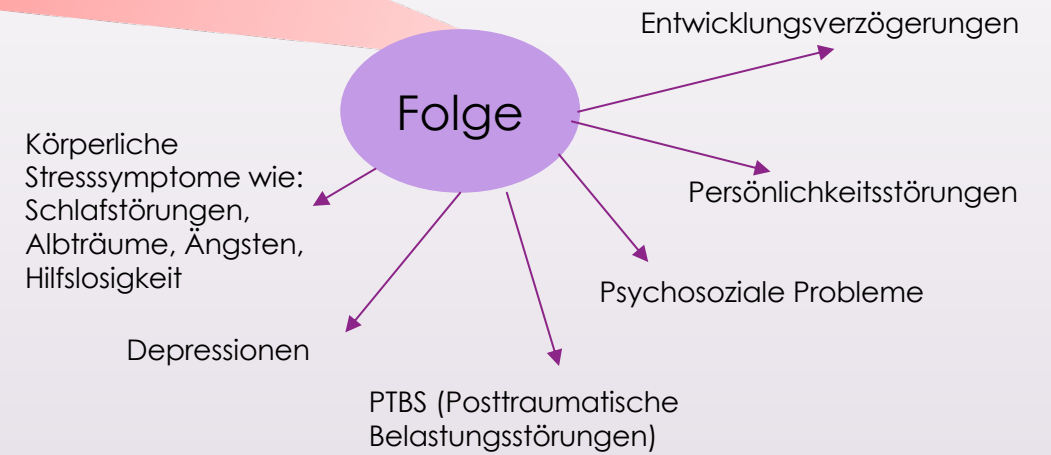 Entwicklungsverzögerungen
Folge
Körperliche
Stresssymptome wie:
Schlafstörungen,
Albträume, Ängsten,
Hilfslosigkeit
Persönlichkeitsstörungen
Psychosoziale Probleme
Depressionen
PTBS (Posttraumatische
Belastungsstörungen)